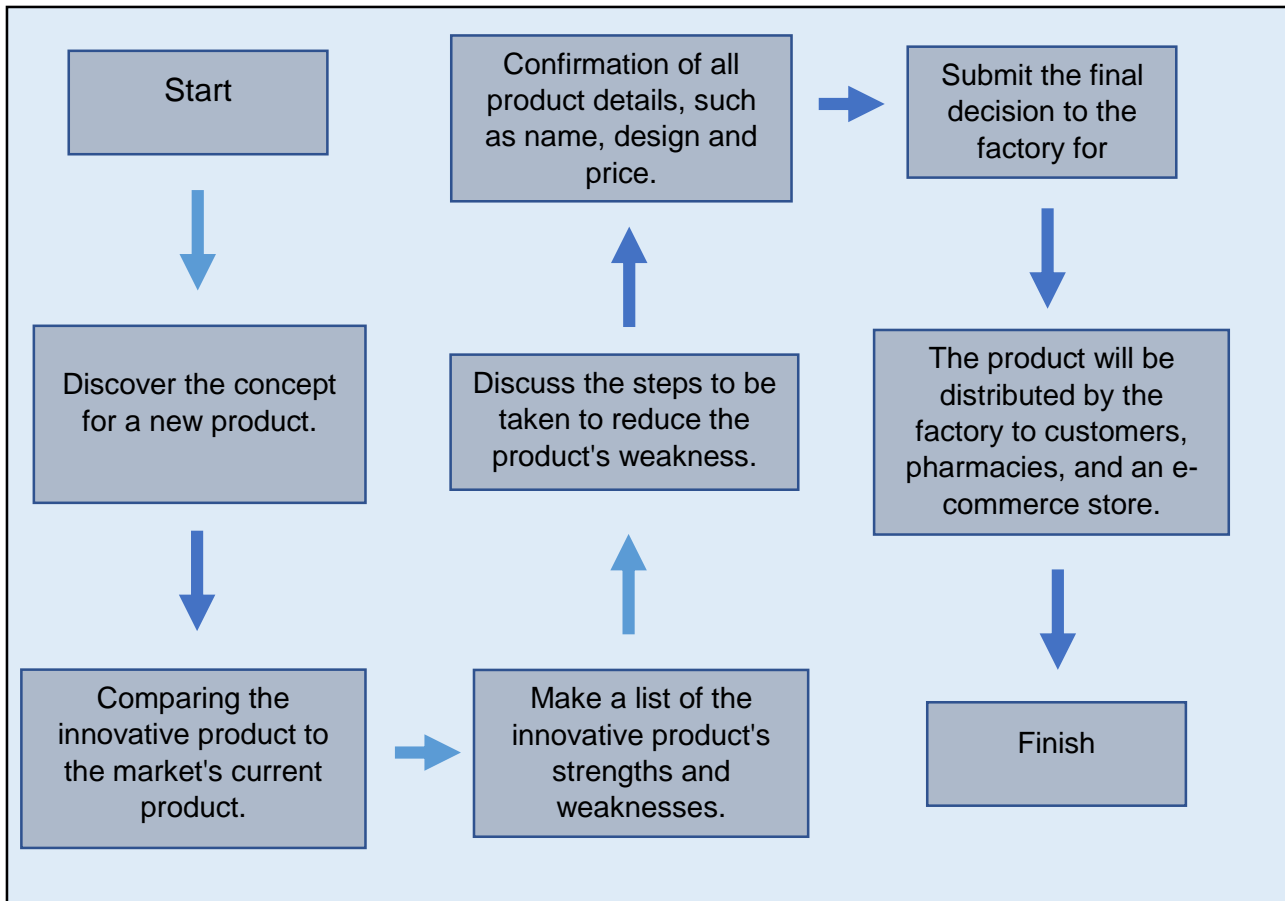 Start
Discover the concept
for a new product.
Comparing the
innovative product to
the market's current
product.
Make a list of the
innovative product's
strengths and
weaknesses.
Discuss the steps to be
taken to reduce the
product's weakness.
Confirmation of all
product details, such
as name, design and
price.
Submit the final
decision to the
factory for
The product will be
distributed by the
factory to customers,
pharmacies, and an e-
commerce store.
Finish